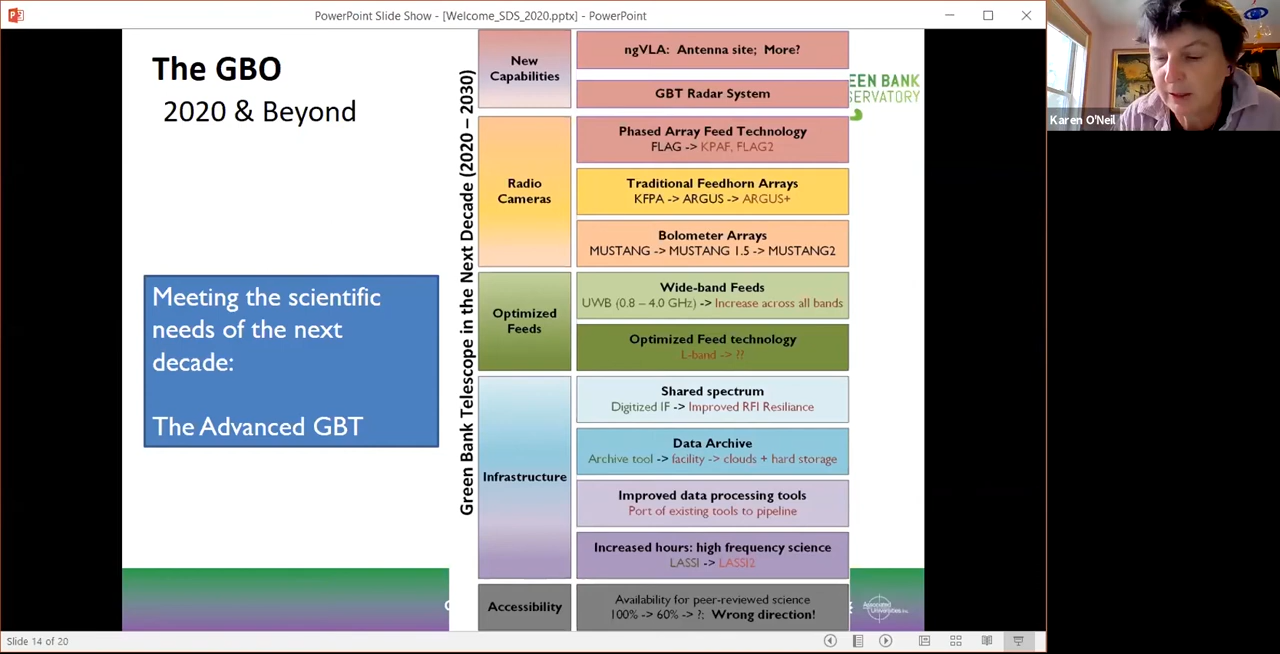 PowerPoint Slide Show - [Welcome_SDS_2020.pptx] - PowerPoint
Karen O'Neil
The GBO
2020 & Beyond
EEN BANK
SERVATORY
Meeting the scientific
needs of the next
decade:
The Advanced GBT
Green Bank Telescope in the Next Decade (2020 – 2030)
New
Capabilities
ngVLA: Antenna site; More?
GBT Radar System
Radio
Cameras
Phased Array Feed Technology
FLAG -> KPAF, FLAG2
Traditional Feedhorn Arrays
KFPA -> ARGUS -> ARGUS+
Bolometer Arrays
MUSTANG -> MUSTANG 1.5 -> MUSTANG2
Optimized
Feeds
Wide-band Feeds
UWB (0.8 – 4.0 GHz) -> Increase across all bands
Optimized Feed technology
L-band -> ??
Infrastructure
Shared spectrum
Digitized IF -> Improved RFI Resiliance
Data Archive
Archive tool -> facility -> clouds + hard storage
Improved data processing tools
Port of existing tools to pipeline
Increased hours: high frequency science
LASSI -> LASSI2
Accessibility
Availability for peer-reviewed science
100% -> 60% -> ?: Wrong direction!
Associated
Universities, Inc.
Slide 14 of 20